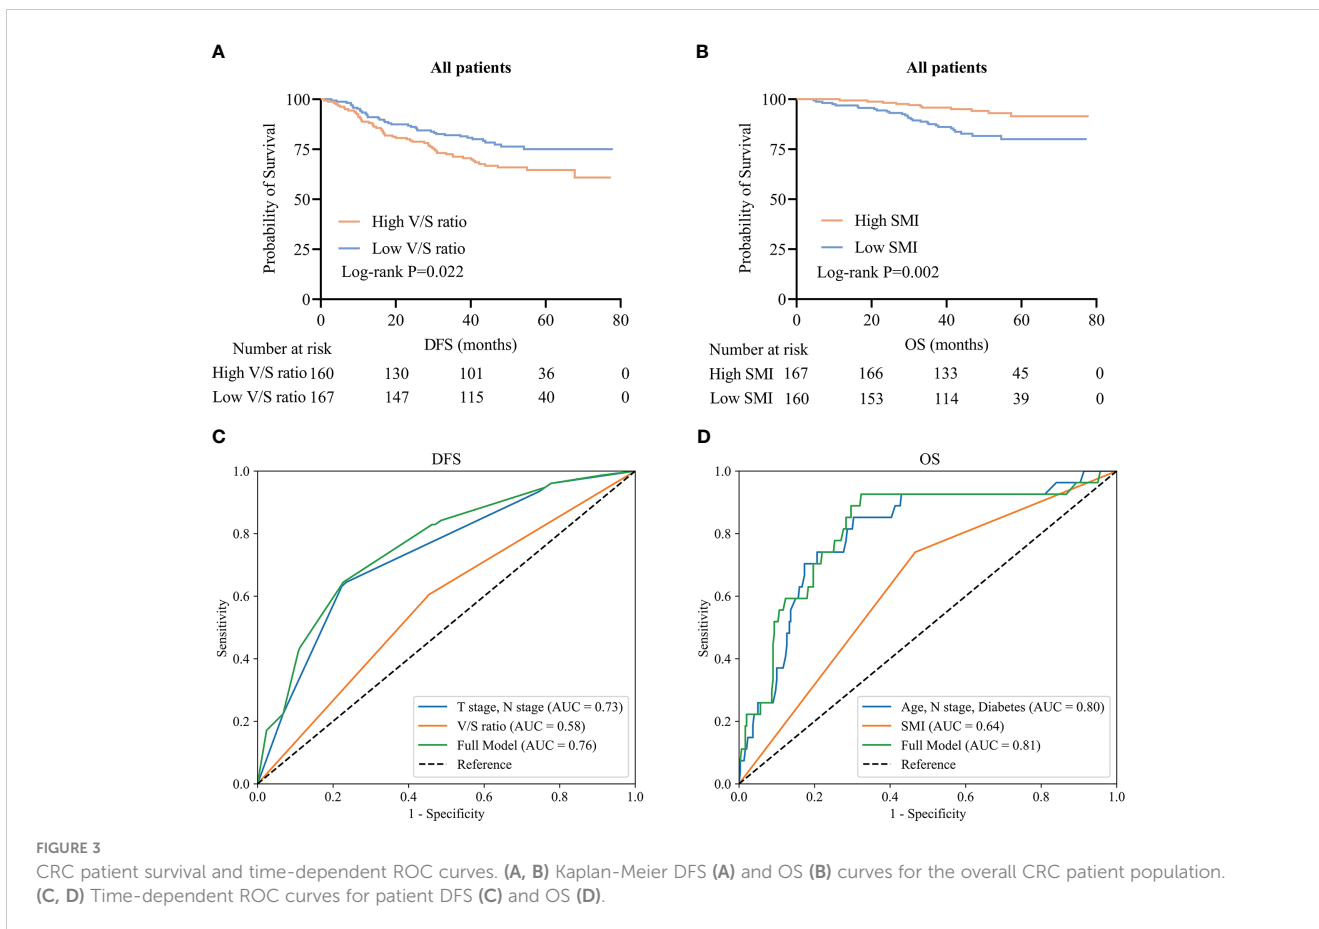 A
All patients
100
75
50
25
0
Probability of Survival
High V/S ratio
Low V/S ratio
Log-rank P=0.022
0 20 40 60 80
DFS (months)
Number at risk
High V/S ratio 160 130 101 36 0
Low V/S ratio 167 147 115 40 0
B
All patients
100
75
50
25
0
Probability of Survival
High SMI
Low SMI
Log-rank P=0.002
0 20 40 60 80
OS (months)
Number at risk
High SMI 167 166 133 45 0
Low SMI 160 153 114 39 0
C
DFS
1.0
0.8
0.6
0.4
0.2
0.0
Sensitivity
T stage, N stage (AUC = 0.73)
V/S ratio (AUC = 0.58)
Full Model (AUC = 0.76)
Reference
0.0 0.2 0.4 0.6 0.8 1.0
1 - Specificity
D
OS
1.0
0.8
0.6
0.4
0.2
0.0
Sensitivity
Age, N stage, Diabetes (AUC = 0.80)
SMI (AUC = 0.64)
Full Model (AUC = 0.81)
Reference
0.0 0.2 0.4 0.6 0.8 1.0
1 - Specificity
FIGURE 3
CRC patient survival and time-dependent ROC curves. (A, B) Kaplan-Meier DFS (A) and OS (B) curves for the overall CRC patient population.
(C, D) Time-dependent ROC curves for patient DFS (C) and OS (D).